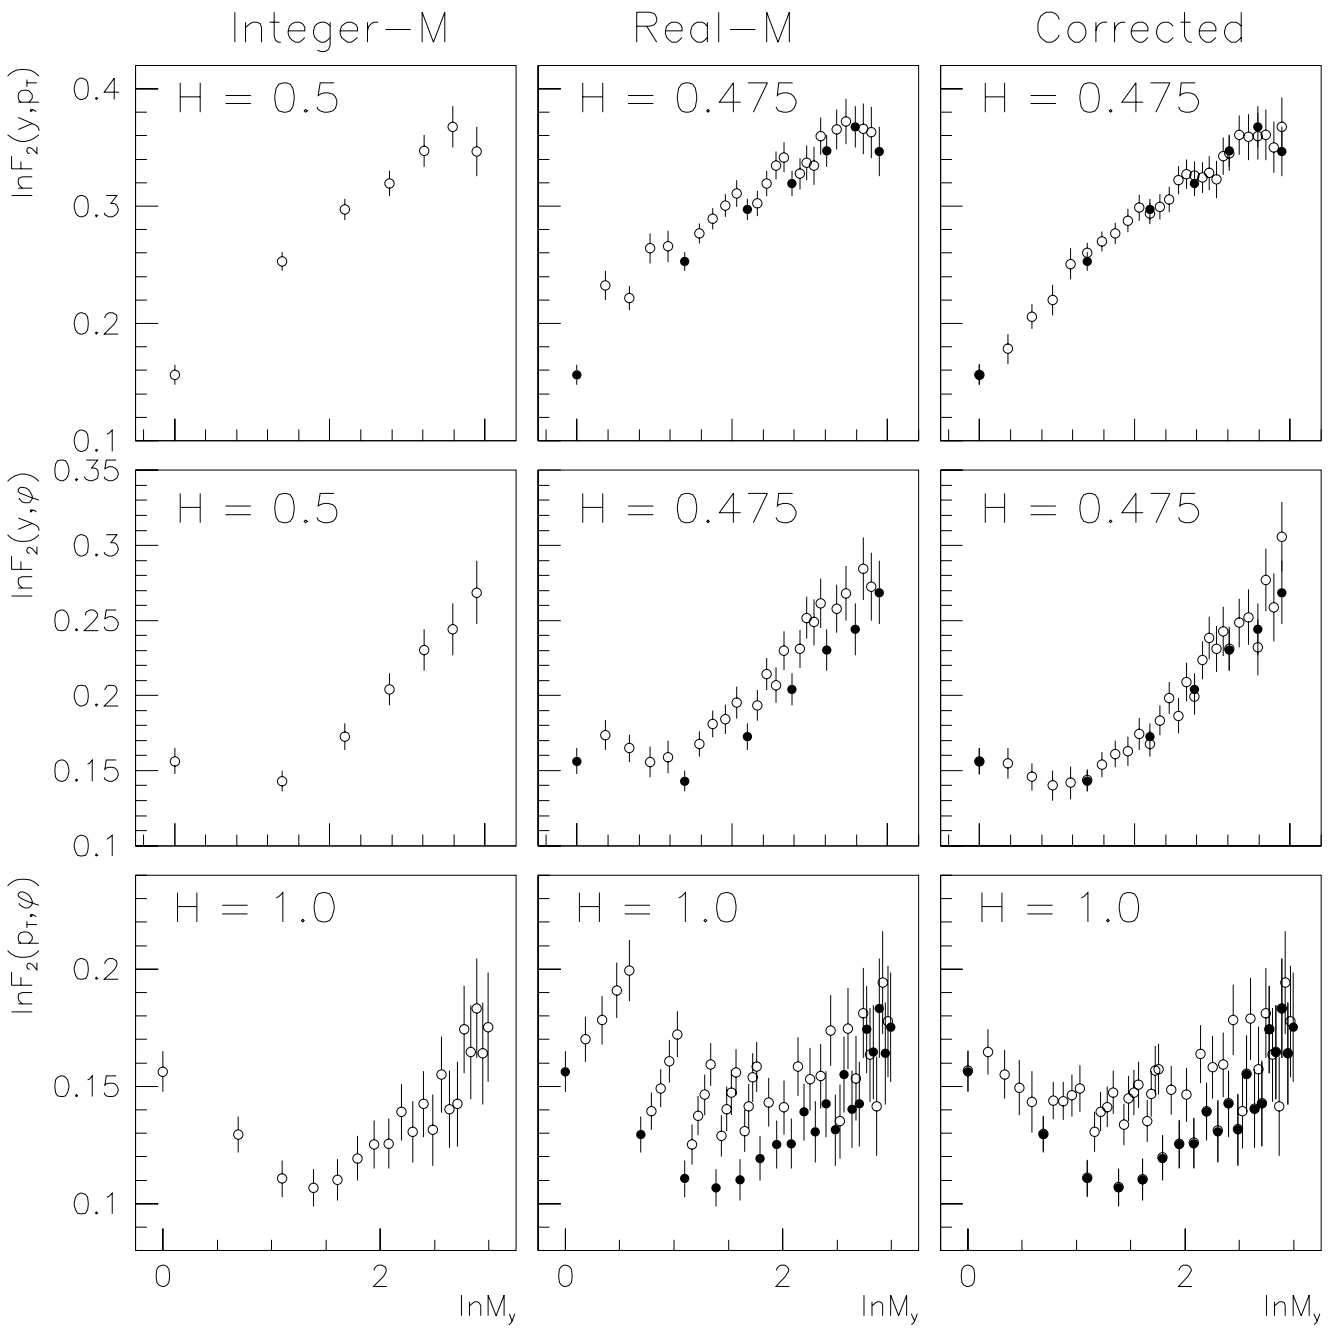 Integer-M Real-M Corrected
lnF2(y,pT)
H = 0.5 H = 0.475 H = 0.475
0.4
0.3
0.2
0.1
lnF2(y,φ)
H = 0.5 H = 0.475 H = 0.475
0.35
0.3
0.25
0.2
0.15
0.1
lnF2(pT,φ)
H = 1.0 H = 1.0 H = 1.0
0.2
0.15
0.1
0 2 0 2 0 2
lnMy lnMy lnMy